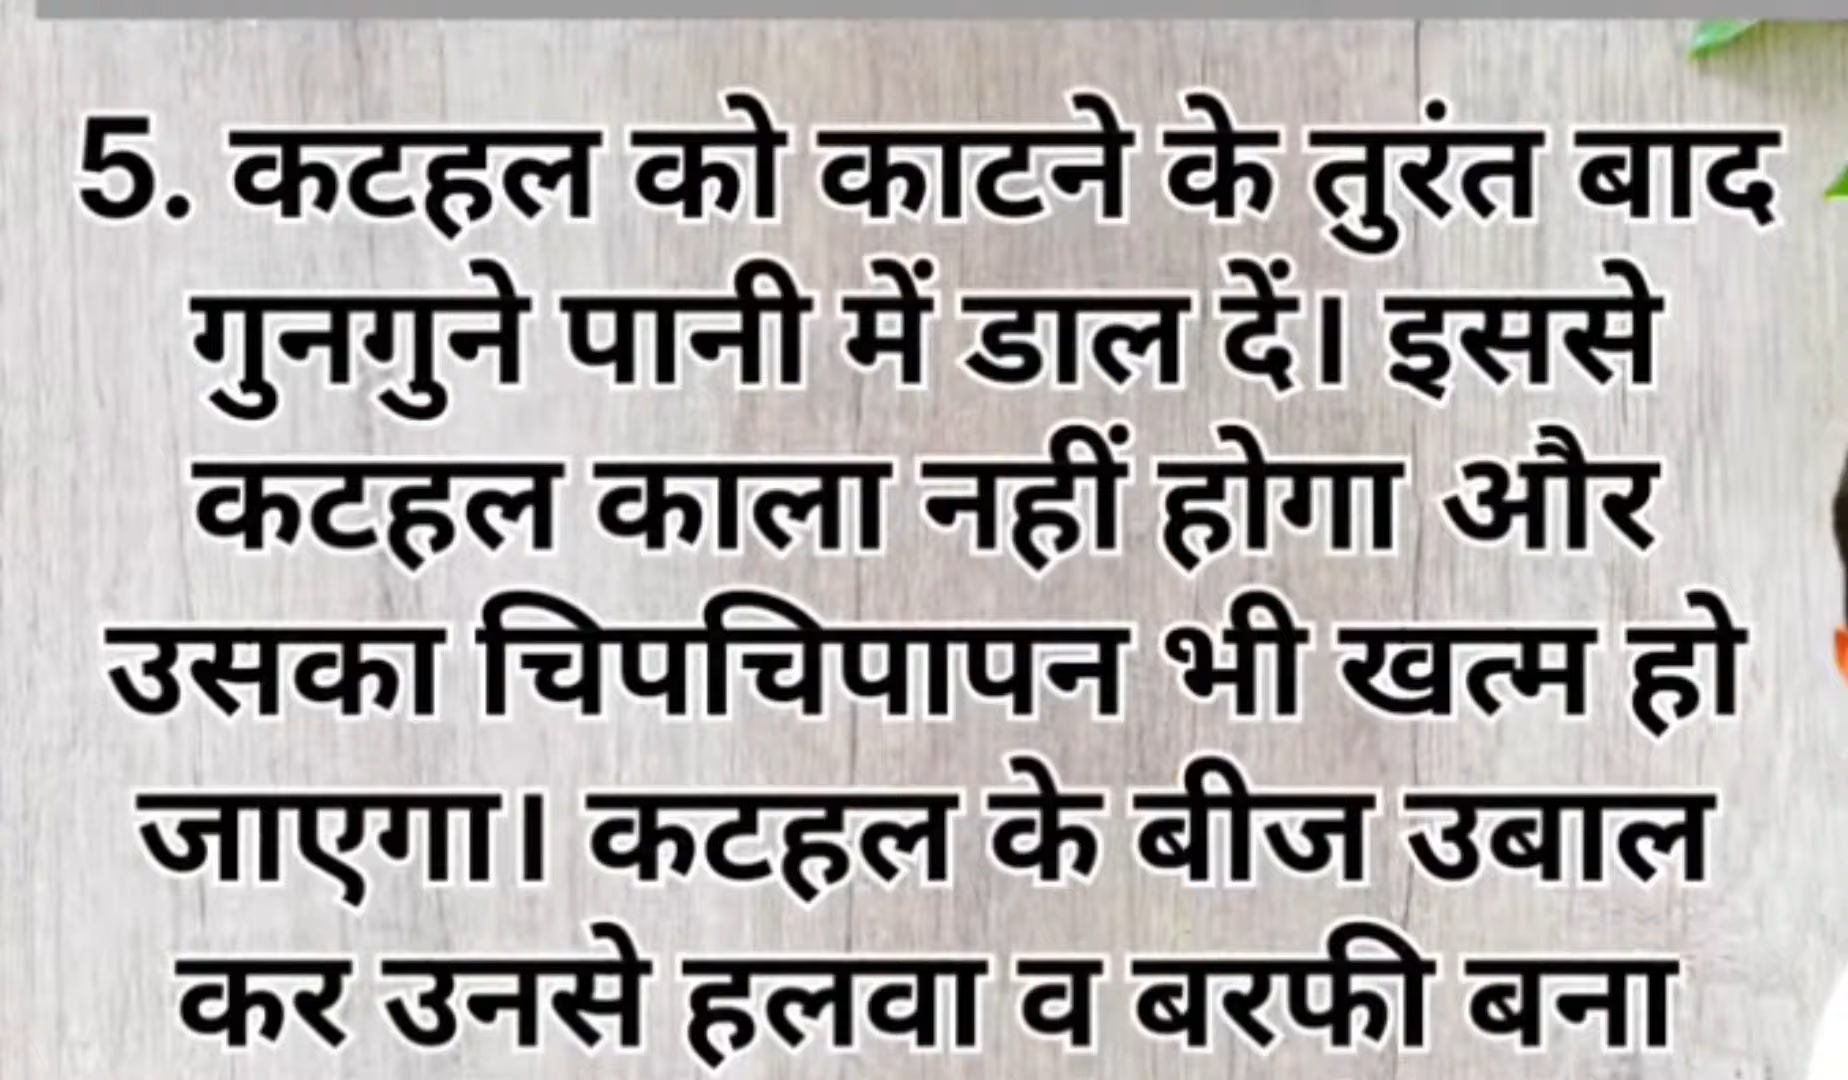 5. कटहल को काटने के तुरंत बाद
गुनगुने पानी में डाल दें। इससे
कटहल काला नहीं होगा और
उसका चिपचिपापन भी खत्म हो
जाएगा। कटहल के बीज उबाल
कर उनसे हलवा व बरफी बना